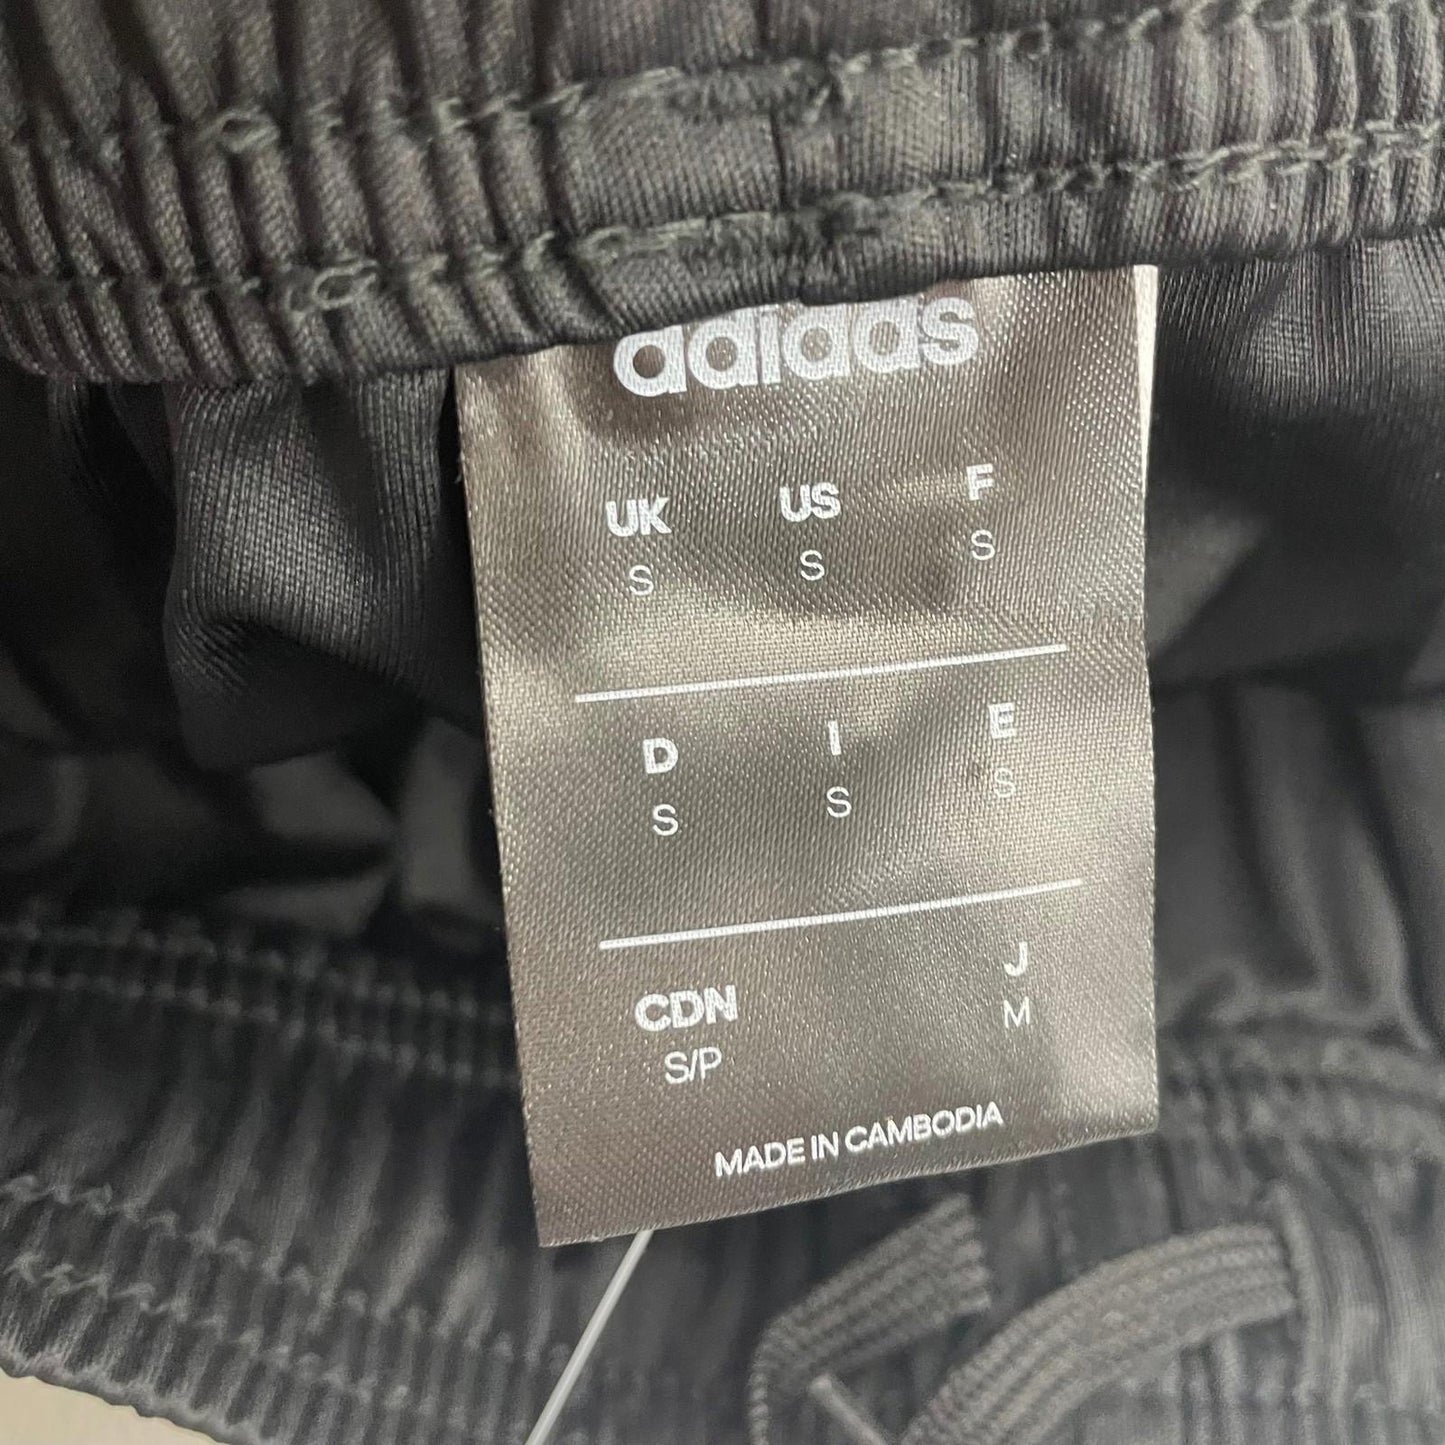 adidas
UK US F
S S S
D I E
S S S
CDN J
S/P M
MADE IN CAMBODIA